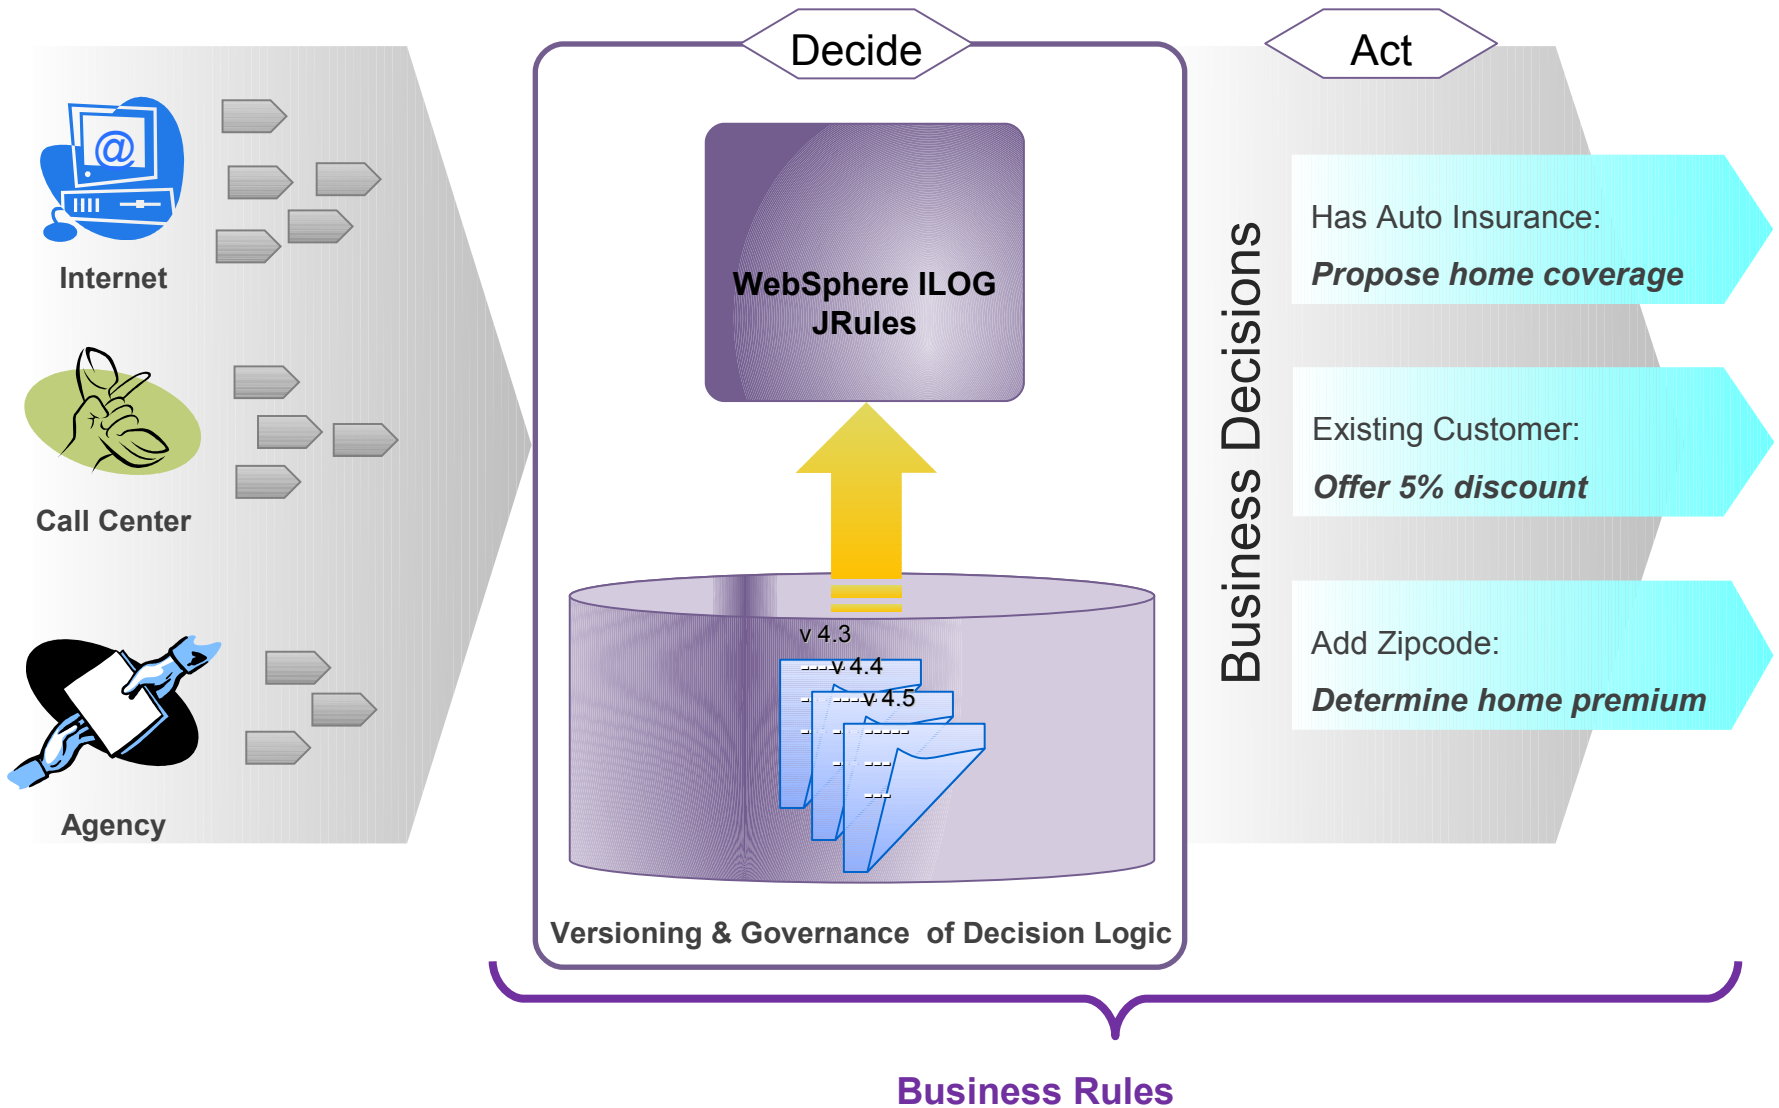 Decide
Act
@
Internet
Call Center
Agency
WebSphere ILOG
JRules
v 4.3
-----
v 4.4
--- -----
v 4.5
--- --- -----
--- ---
---
Versioning & Governance of Decision Logic
Business Decisions
Has Auto Insurance:
Propose home coverage
Existing Customer:
Offer 5% discount
Add Zipcode:
Determine home premium
Business Rules